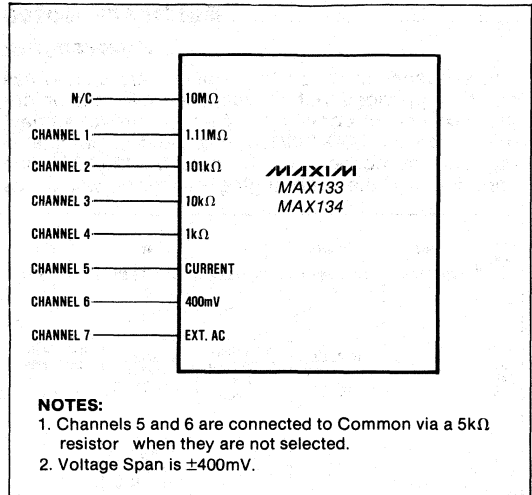 N/C 10MΩ
CHANNEL 1 1.11MΩ
CHANNEL 2 101kΩ
CHANNEL 3 10kΩ
CHANNEL 4 1kΩ
CHANNEL 5 CURRENT
CHANNEL 6 400mV
CHANNEL 7 EXT. AC
MAXIM
MAX133
MAX134
NOTES:
1. Channels 5 and 6 are connected to Common via a 5kΩ
resistor when they are not selected.
2. Voltage Span is ±400mV.